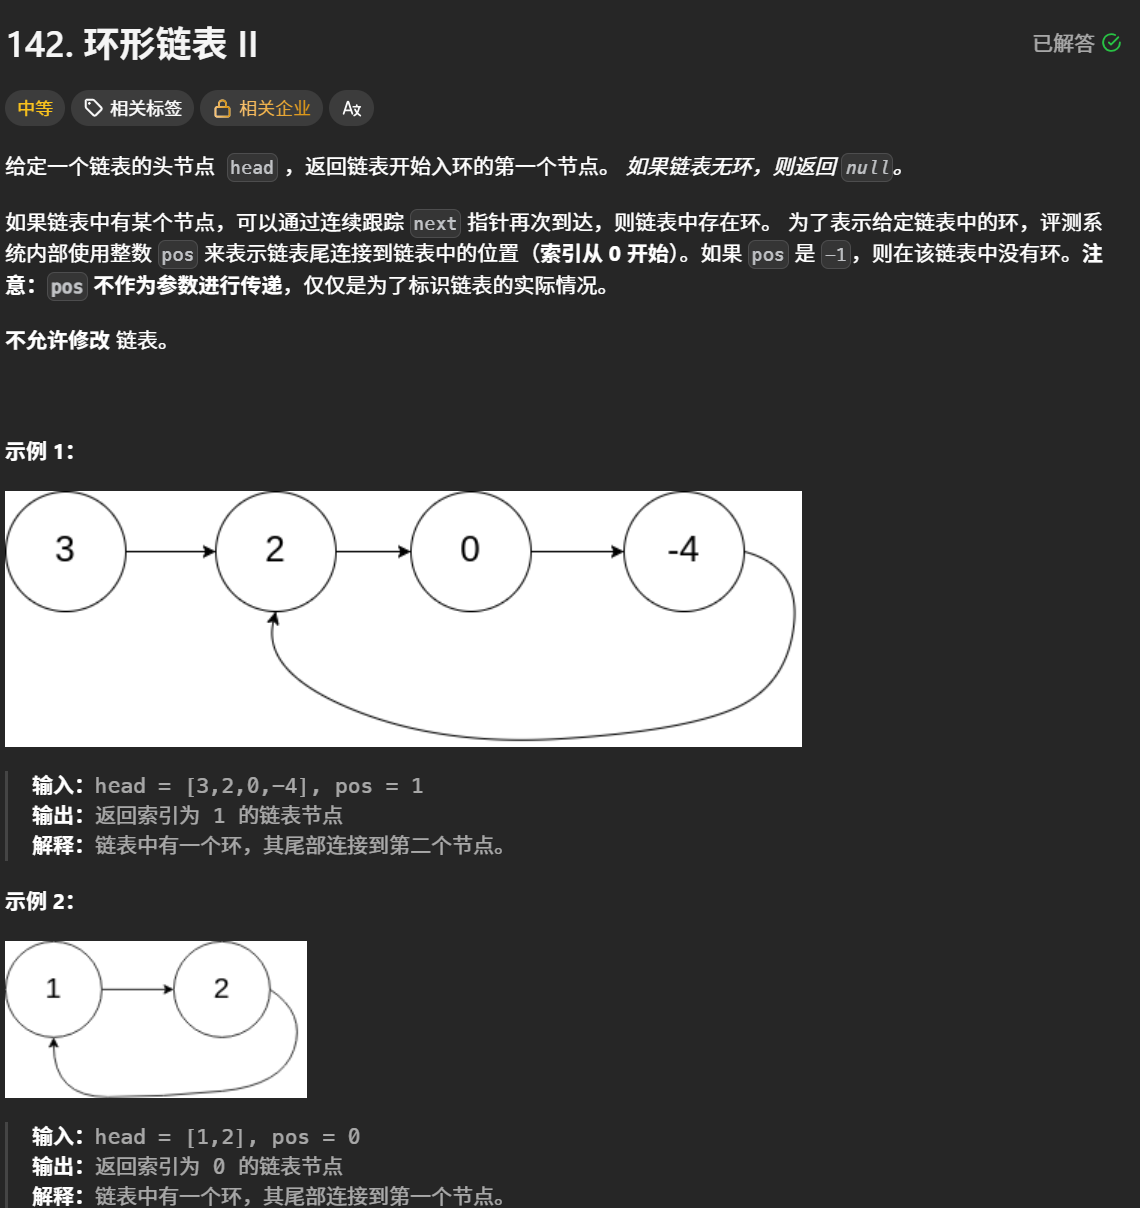 142. 环形链表 II
已解答
中等
相关标签
相关企业
给定一个链表的头节点 head ，返回链表开始入环的第一个节点。 如果链表无环，则返回 null。
如果链表中有某个节点，可以通过连续跟踪 next 指针再次到达，则链表中存在环。 为了表示给定链表中的环，评测系
统内部使用整数 pos 来表示链表尾连接到链表中的位置（索引从 0 开始）。如果 pos 是 -1，则在该链表中没有环。注
意：pos 不作为参数进行传递，仅仅是为了标识链表的实际情况。
不允许修改 链表。
示例 1：
3 2 0 -4
输入：head = [3,2,0,-4], pos = 1
输出：返回索引为 1 的链表节点
解释：链表中有一个环，其尾部连接到第二个节点。
示例 2：
1 2
输入：head = [1,2], pos = 0
输出：返回索引为 0 的链表节点
解释：链表中有一个环，其尾部连接到第一个节点。